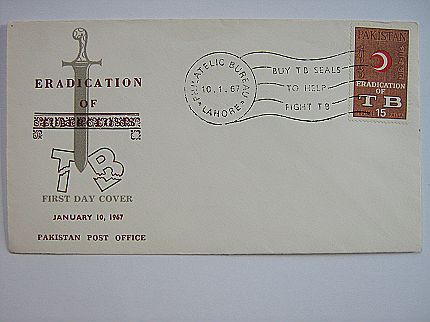 ERADICATION
OF
TB
FIRST DAY COVER
JANUARY 10, 1967
PAKISTAN POST OFFICE
PHILATELIC BUREAU
10.1.67
LAHORE
BUY TB SEALS
TO HELP
FIGHT TB
PAKISTAN
ERADICATION
OF
TB
15